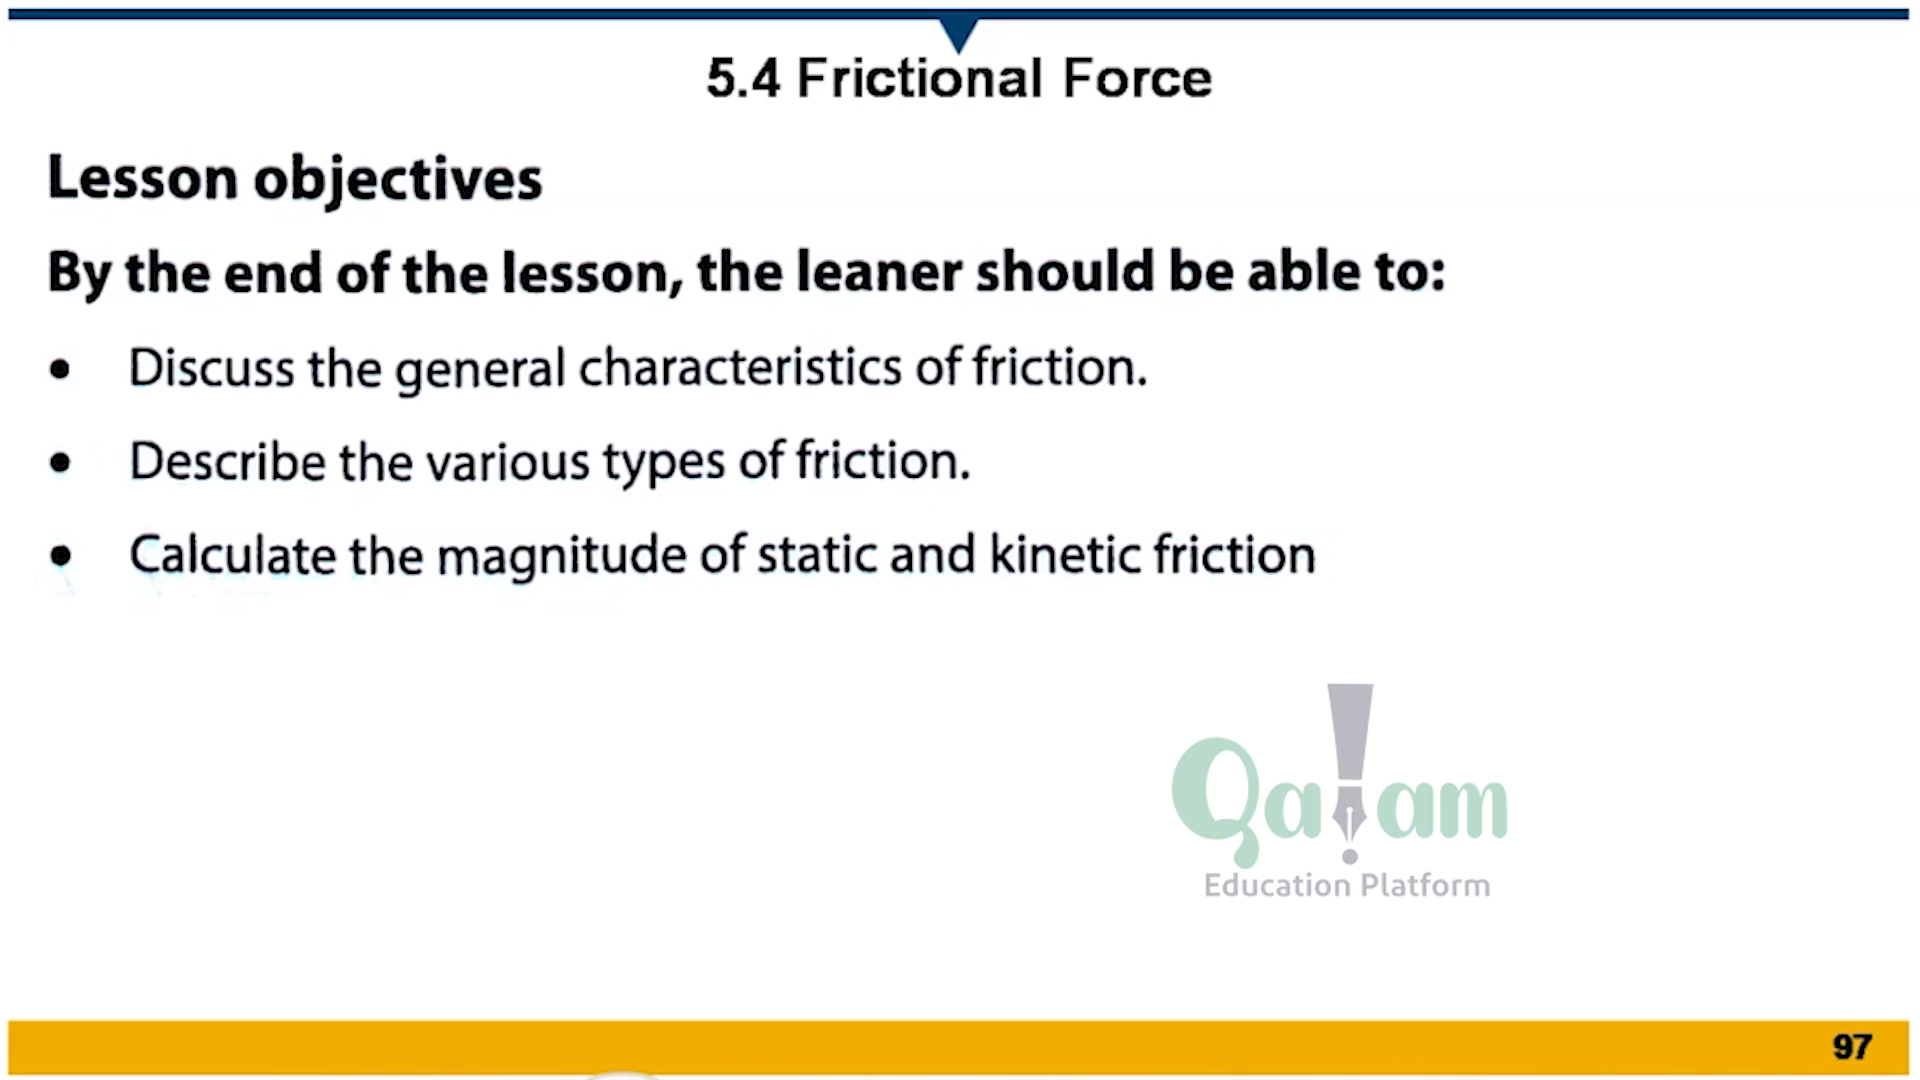 5.4 Frictional Force
Lesson objectives
By the end of the lesson, the leaner should be able to:
• Discuss the general characteristics of friction.
• Describe the various types of friction.
• Calculate the magnitude of static and kinetic friction
Qalam
Education Platform
97